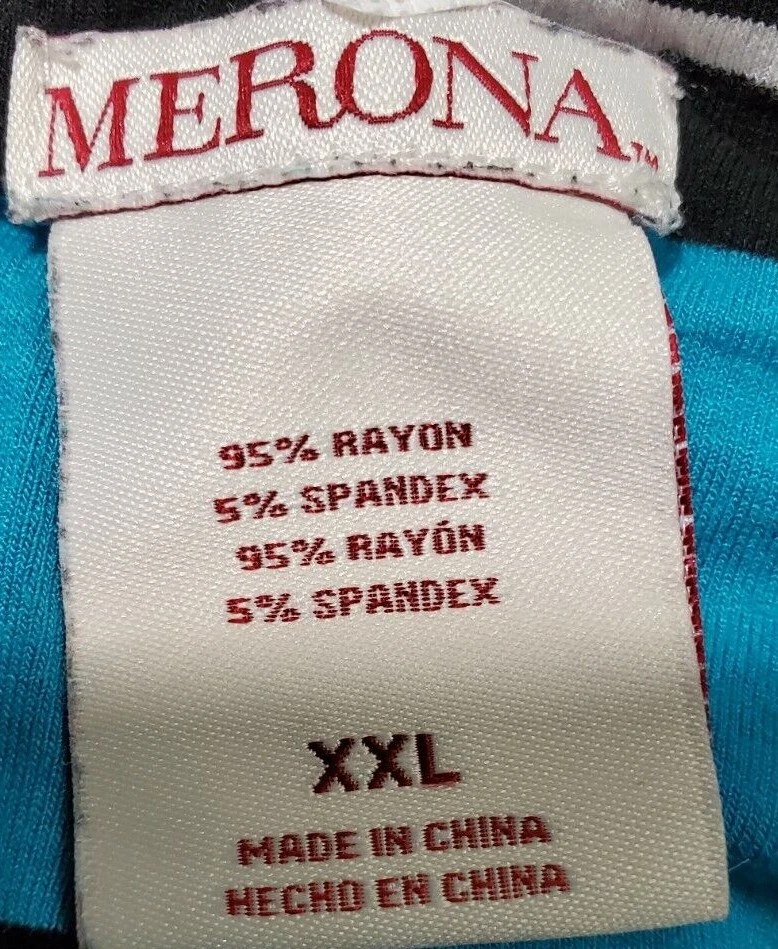 MERONA™
95% RAYON
5% SPANDEX
95% RAYÓN
5% SPANDEX
XXL
MADE IN CHINA
HECHO EN CHINA